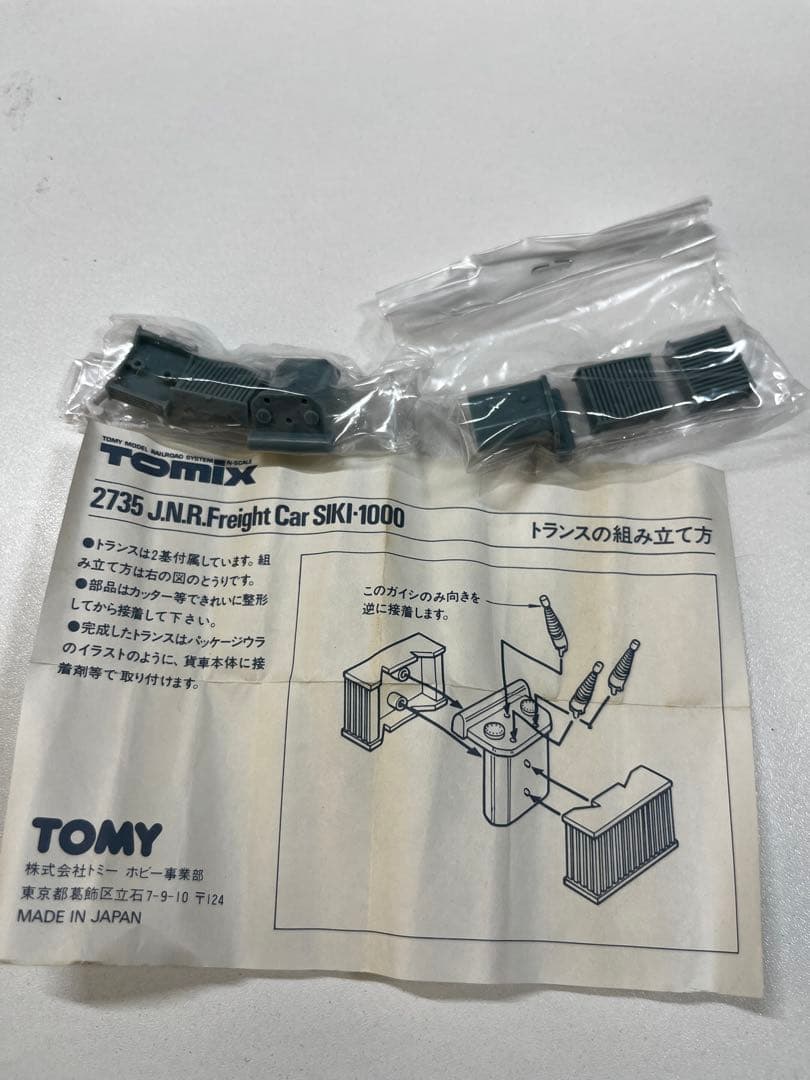 TOMY MODEL RAILROAD SYSTEM N-SCALE
TOMIX
2735 J.N.R.Freight Car SIKI-1000
トランスの組み立て方
●トランスは2基付属しています。組
み立て方は右の図のとうりです。
●部品はカッター等できれいに整形
してから接着して下さい。
●完成したトランスはパッケージウラ
のイラストのように、貨車本体に接
着剤等で取り付けます。
このガイシのみ向きを
逆に接着します。
TOMY
株式会社トミー ホビー事業部
東京都葛飾区立石7-9-10 〒124
MADE IN JAPAN